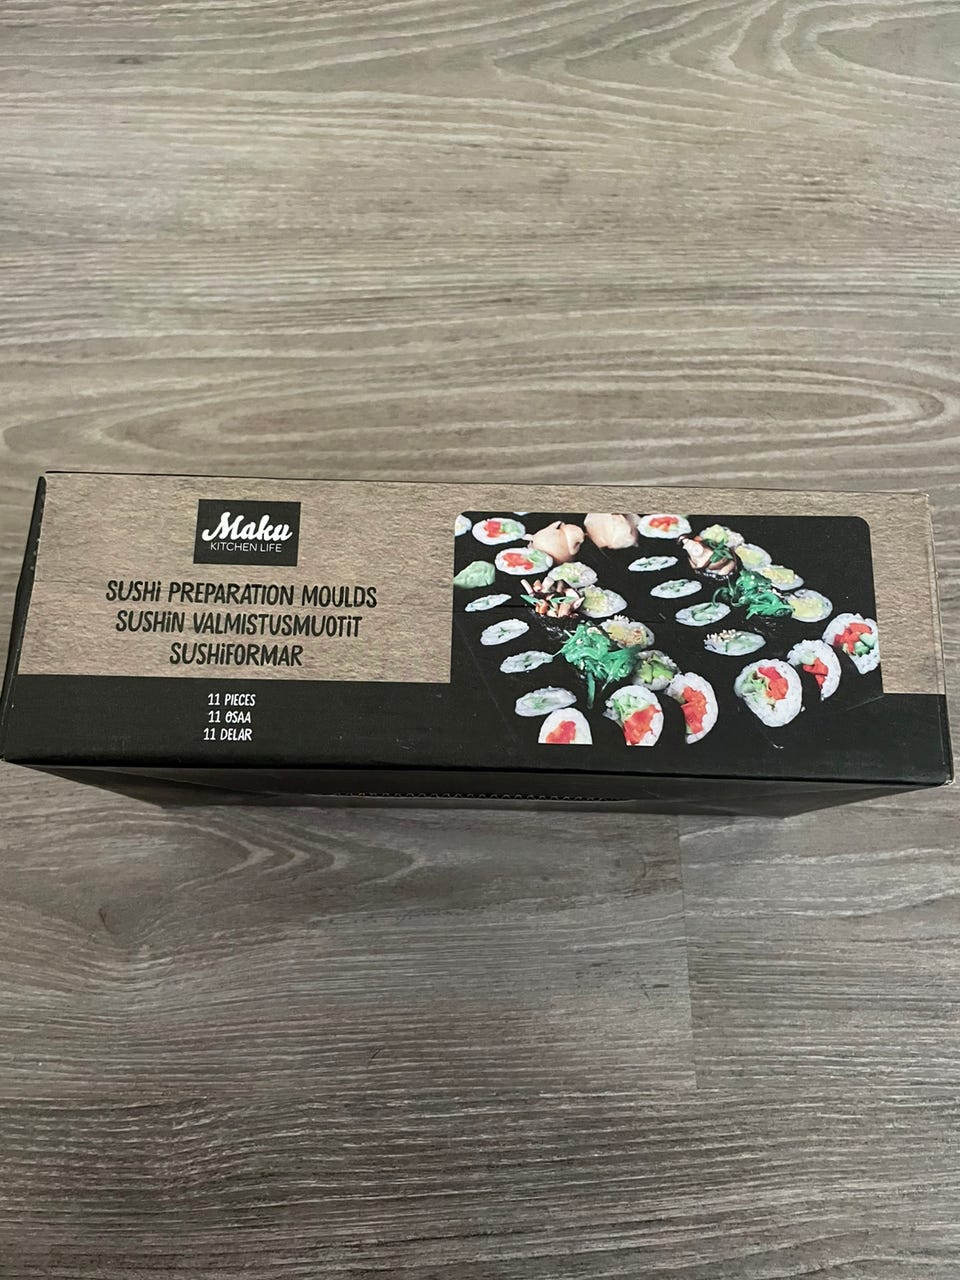 Maku
KITCHEN LIFE
SUSHi PREPARATION MOULDS
SUSHiN VALMISTUSMUOTiT
SUSHiFORMAR
11 PIECES
11 OSAA
11 DELAR